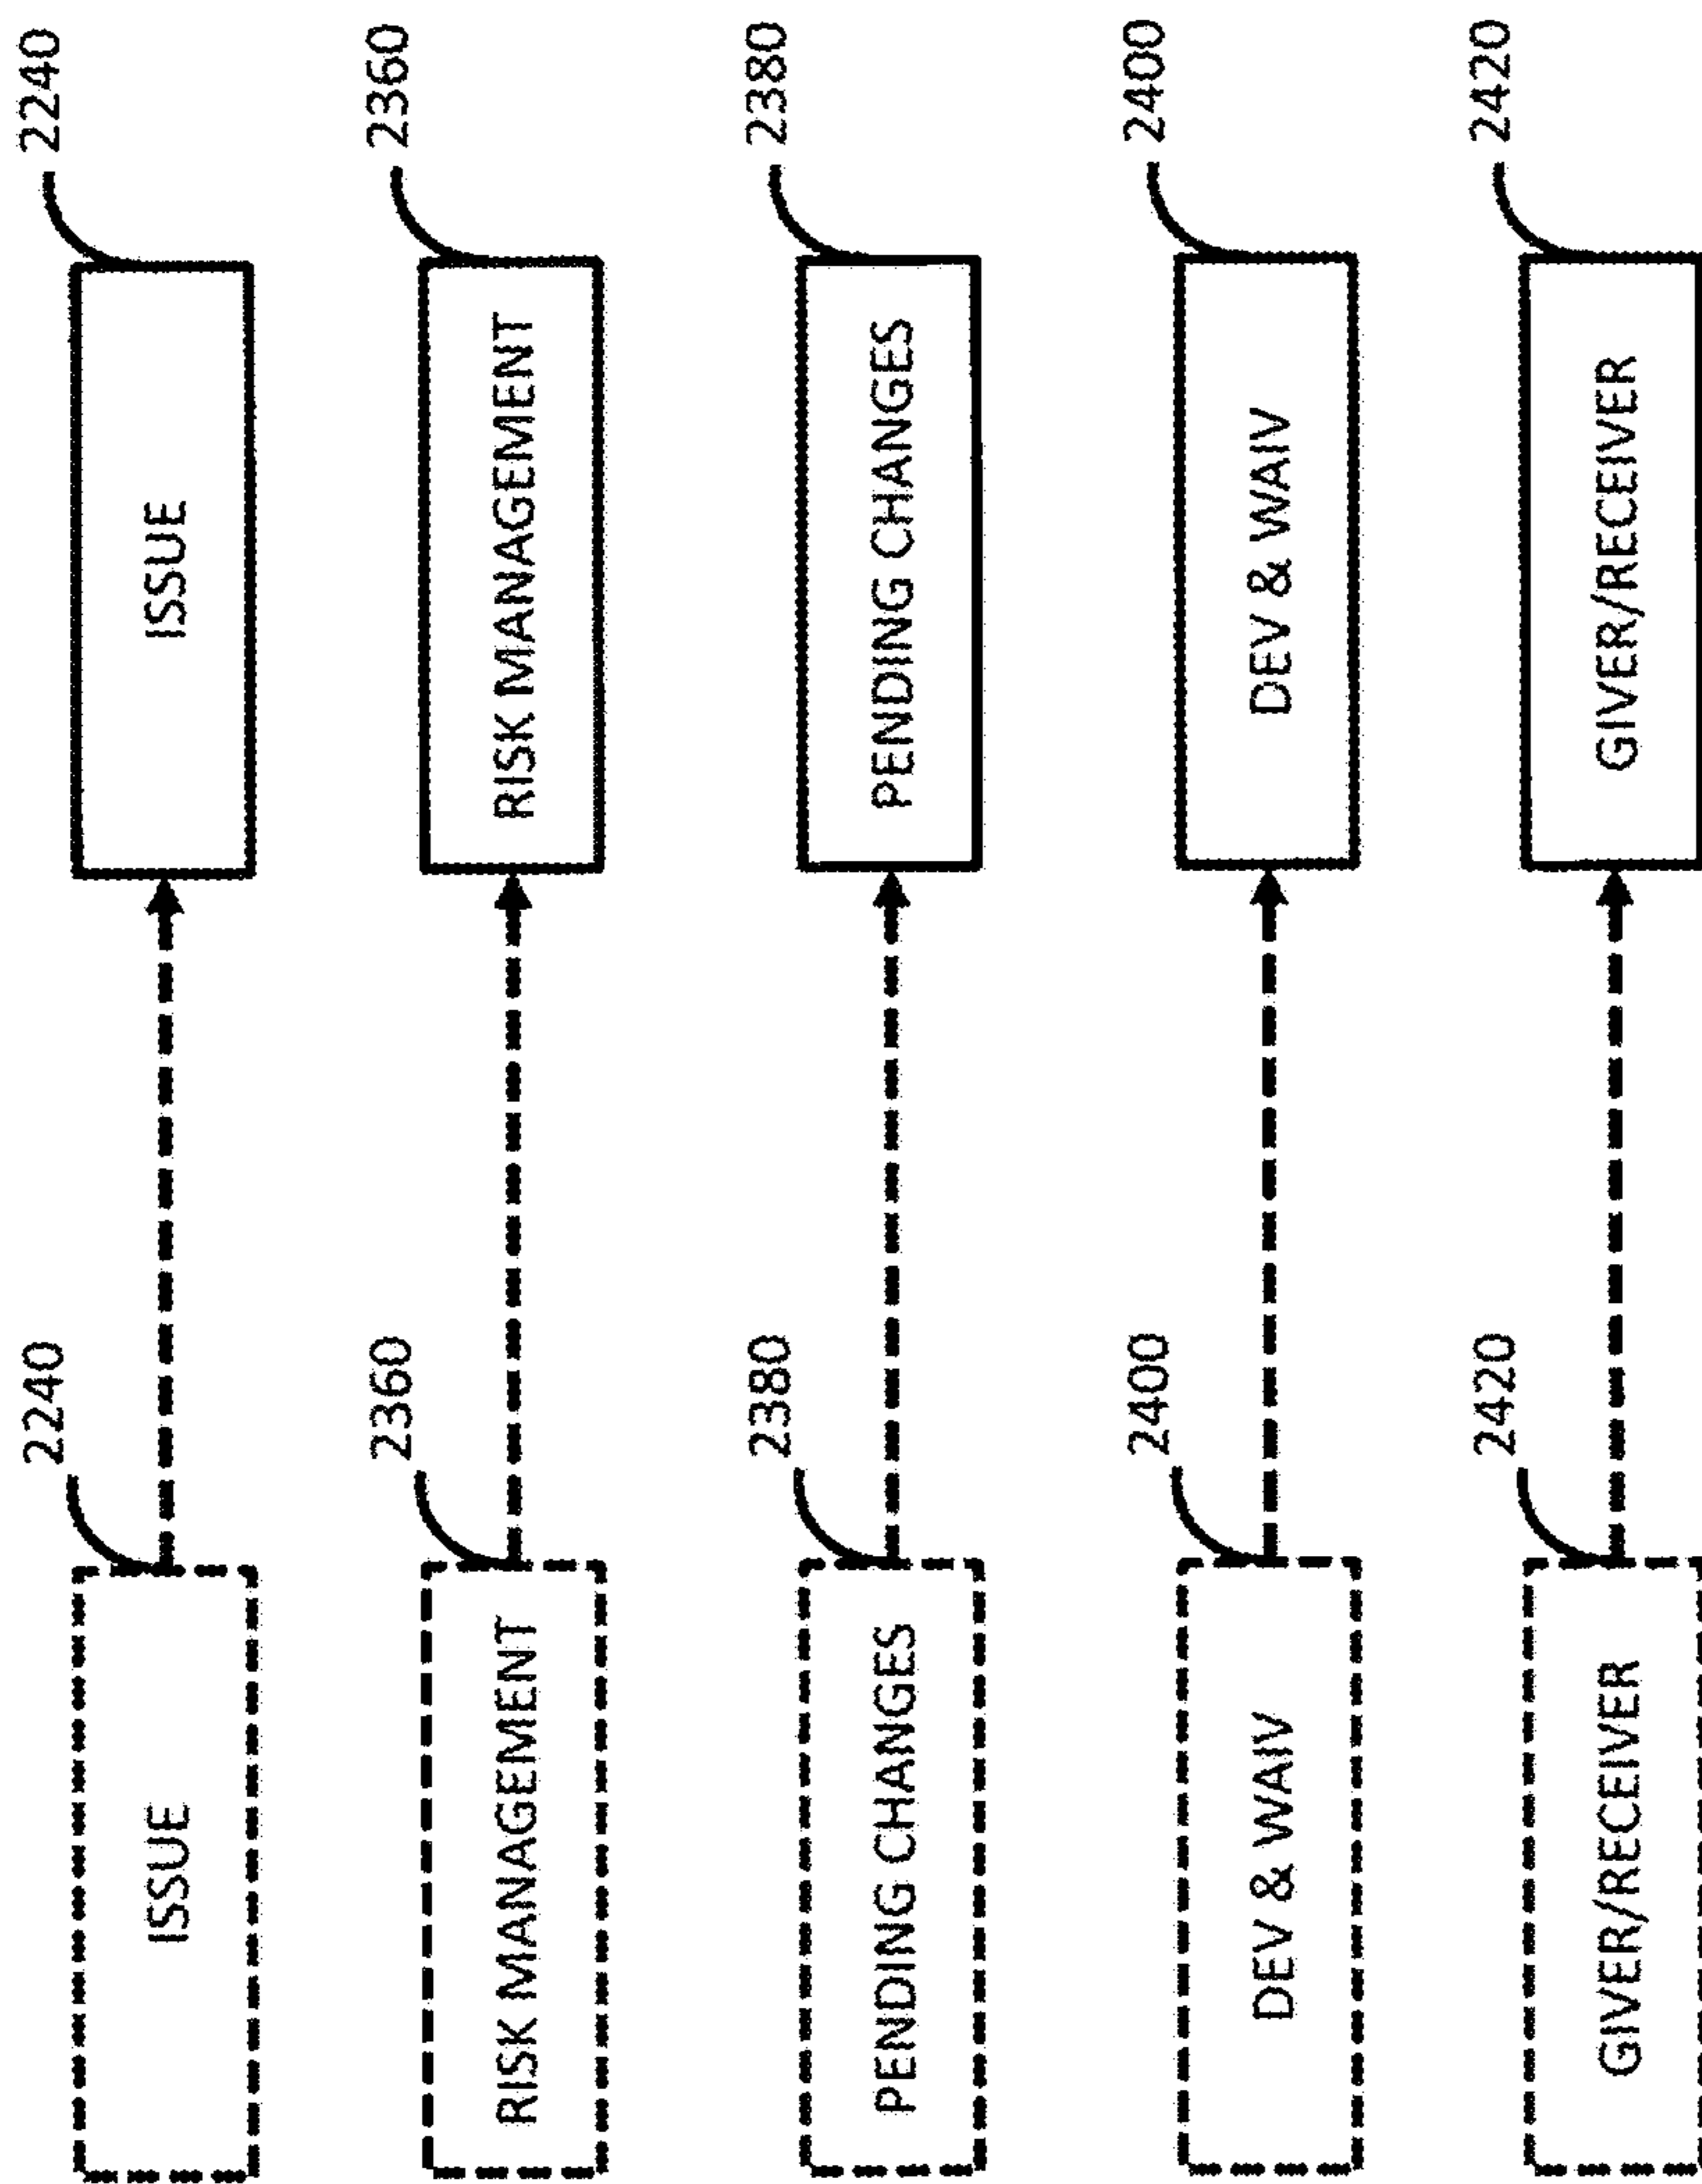 2240
2240
ISSUE
ISSUE
2360
2360
RISK MANAGEMENT
RISK MANAGEMENT
2380
2380
PENDING CHANGES
PENDING CHANGES
2400
2400
DEV & WAIV
DEV & WAIV
2420
2420
GIVER/RECEIVER
GIVER/RECEIVER